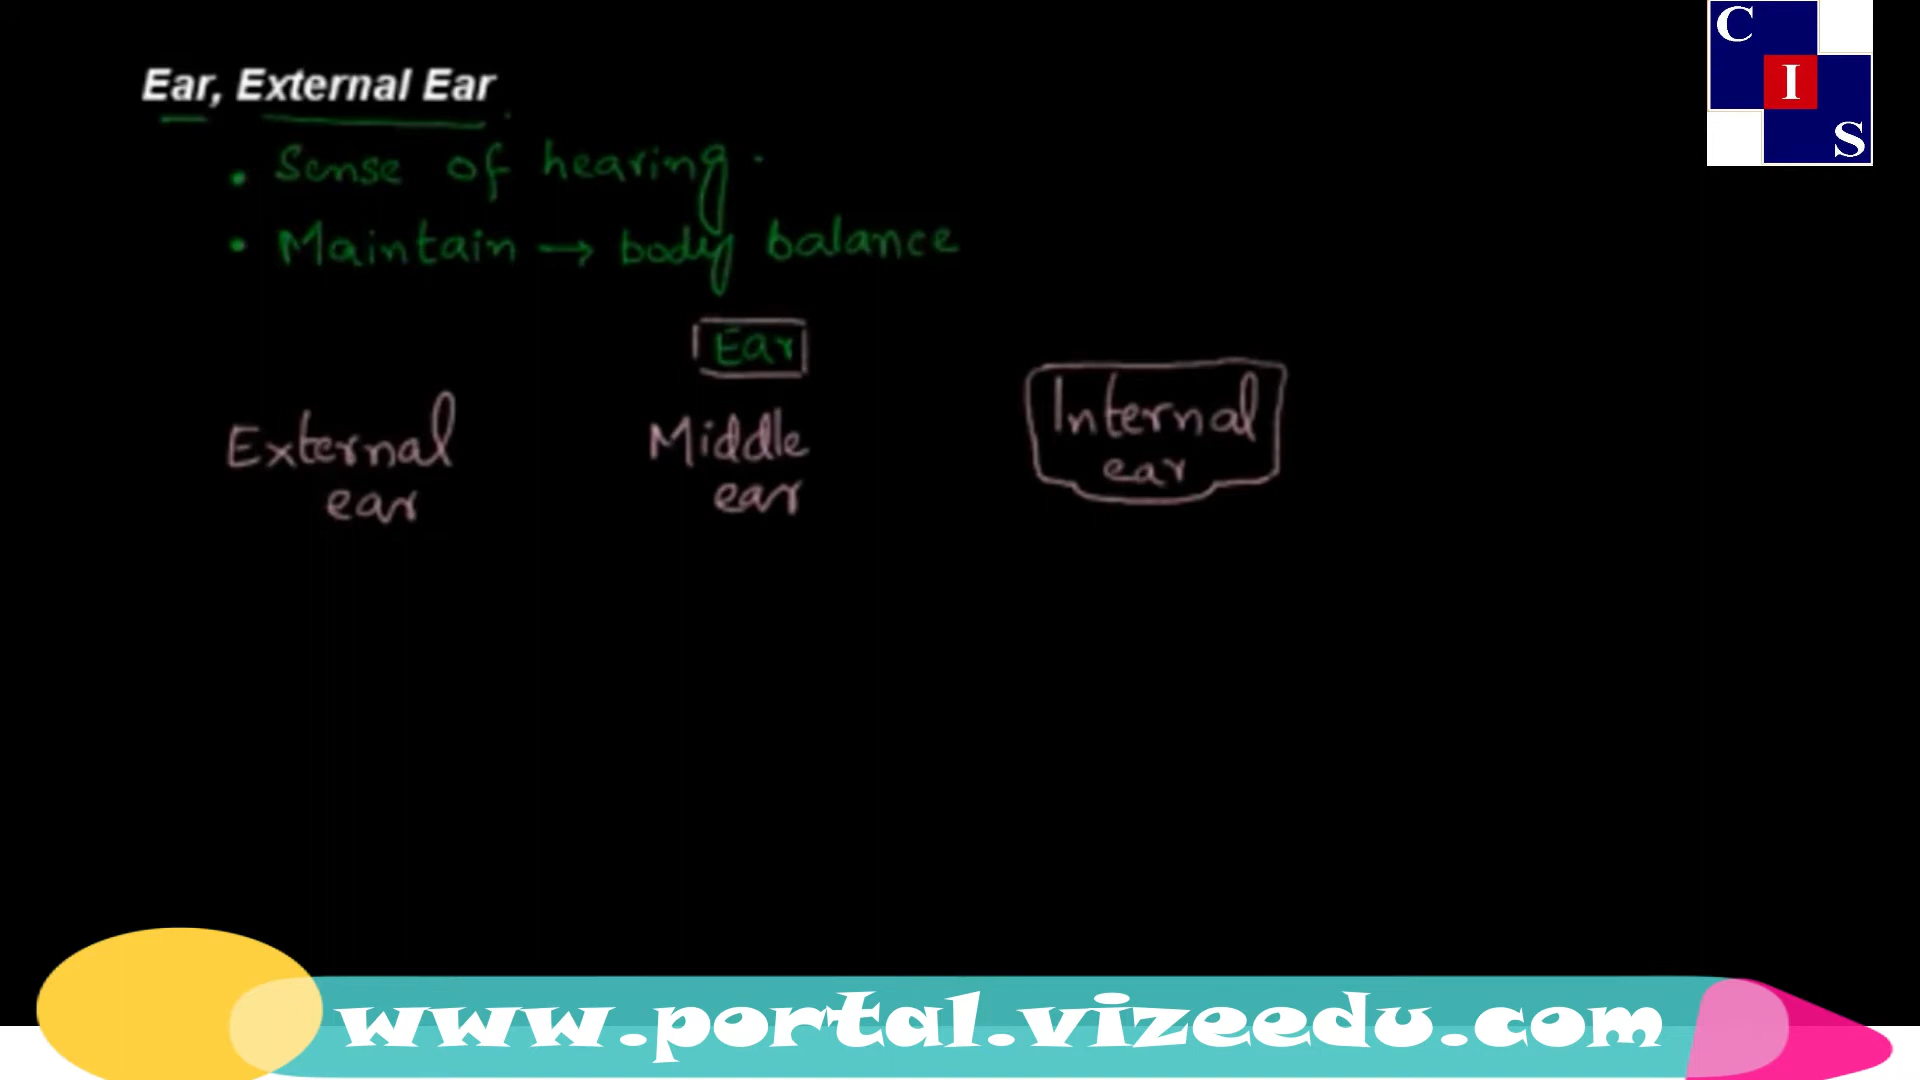 Ear, External Ear
• Sense of hearing.
• Maintain → body balance
Ear
External ear
Middle ear
Internal ear
C
I
S
www.portal.vizeedu.com